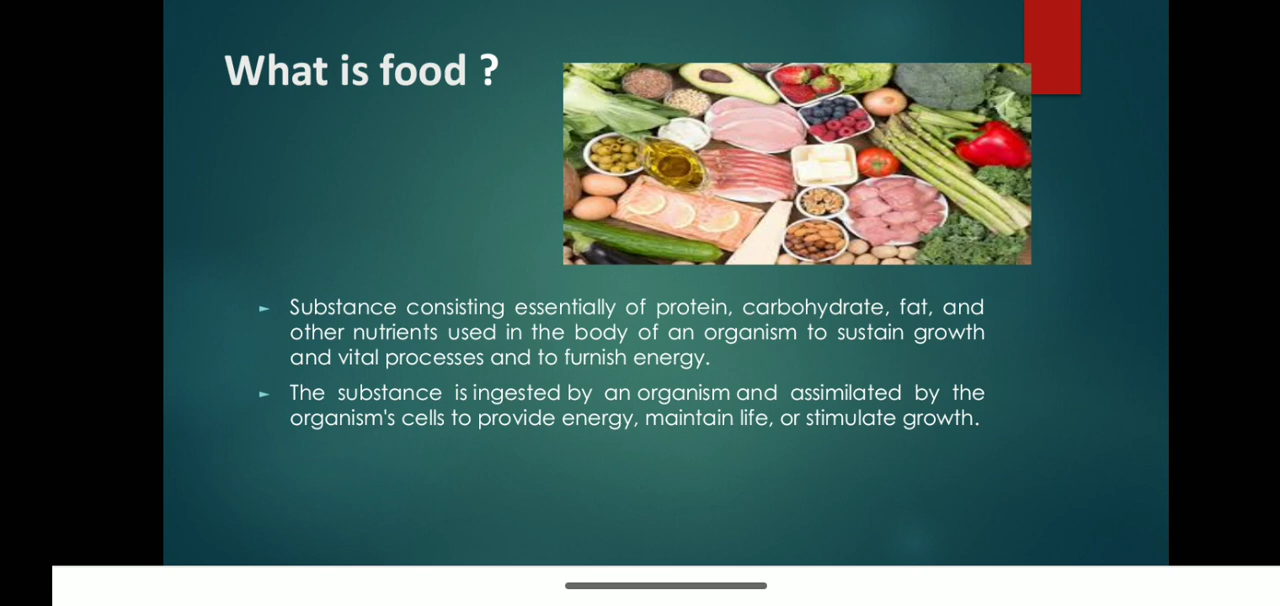 What is food ?
Substance consisting essentially of protein, carbohydrate, fat, and
other nutrients used in the body of an organism to sustain growth
and vital processes and to furnish energy.
The substance is ingested by an organism and assimilated by the
organism's cells to provide energy, maintain life, or stimulate growth.